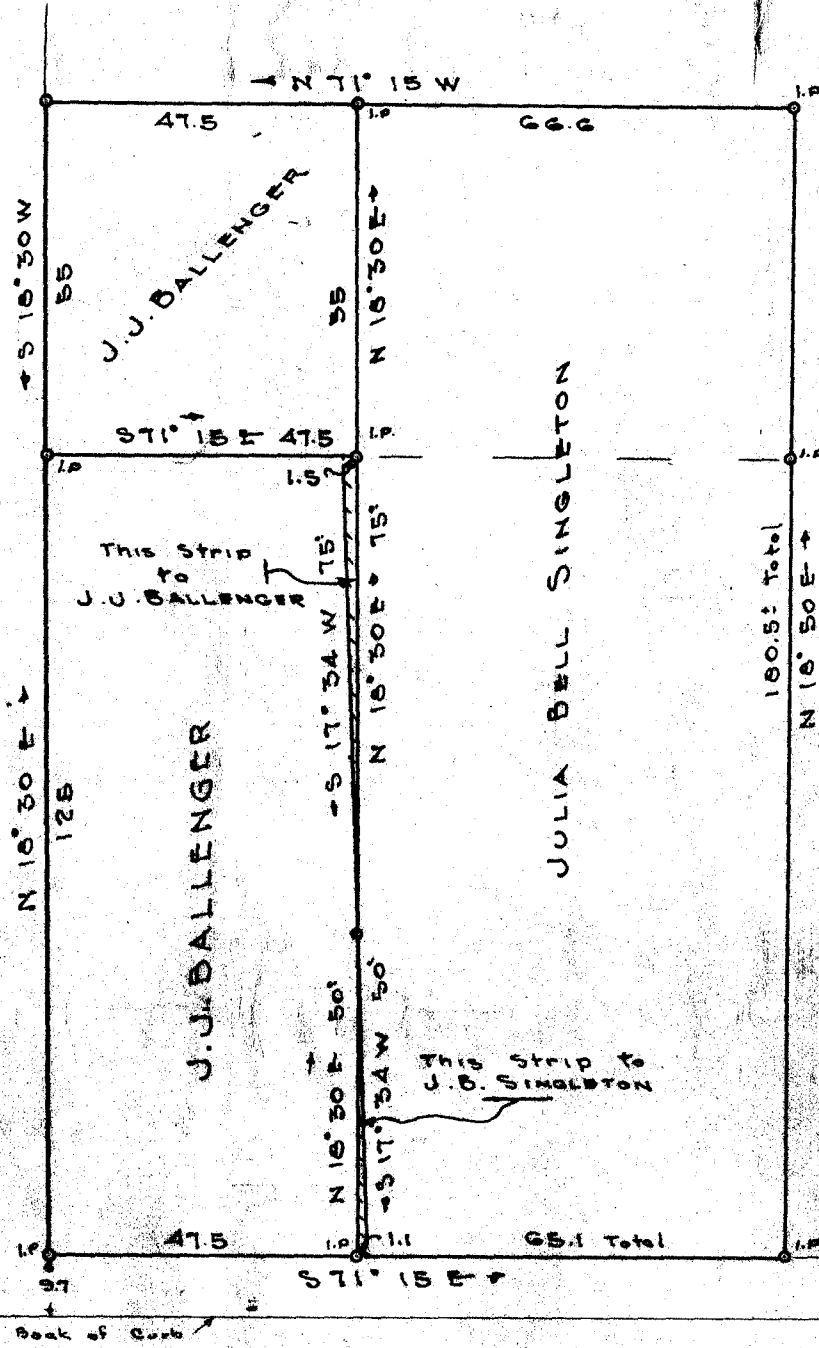 N 71° 15 W
47.5
I.P
66.6
I.P
S 18° 30 W
55
J.J. BALLENGER
55
N 18° 30 E
S 71° 15 E 47.5
I.P.
I.P
1.5
I.P
This Strip
to
J.J. BALLENGER
75'
S 17° 34 W
N 18° 30 E 75'
JULIA BELL SINGLETON
180.5± Total
N 18° 50 E
N 18° 30 E
125
J.J. BALLENGER
N 18° 30 E 50'
S 17° 34 W 50'
This Strip to
J.B. SINGLETON
I.P
47.5
I.P
1.1
65.1 Total
I.P
9.7
S 71° 15 E
Back of Curb